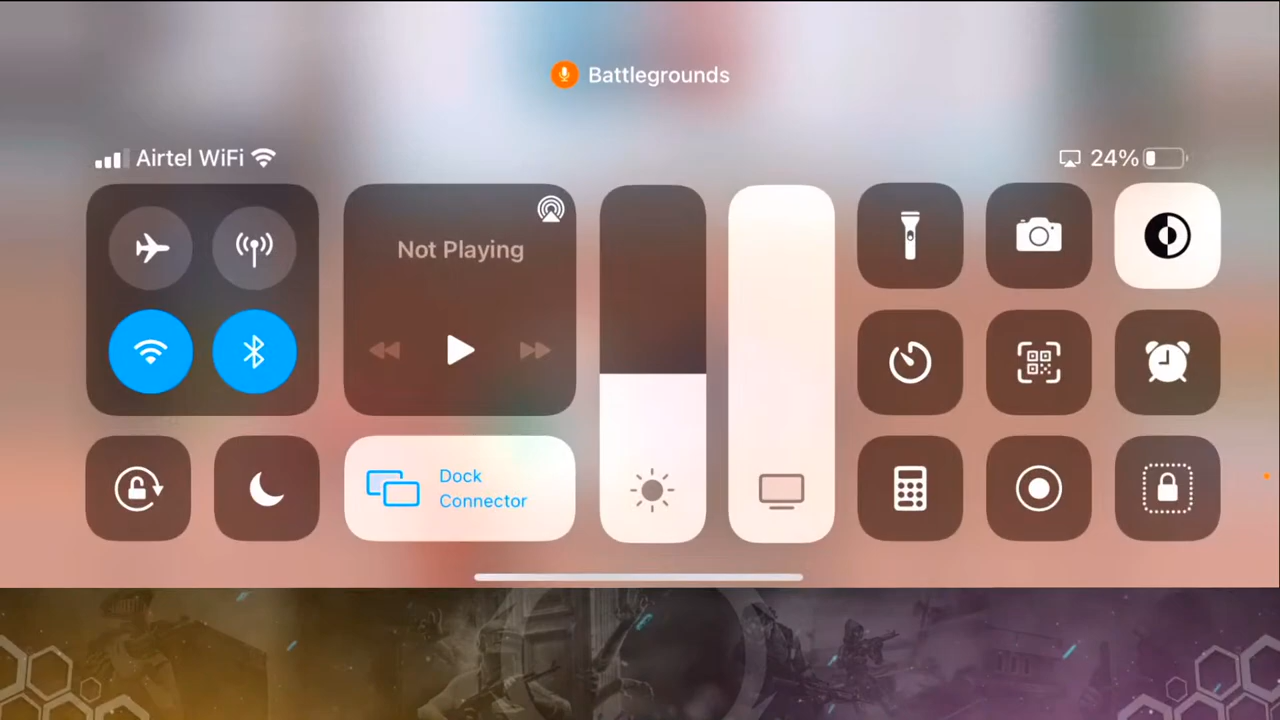 Battlegrounds
Airtel WiFi
24%
Not Playing
Dock
Connector